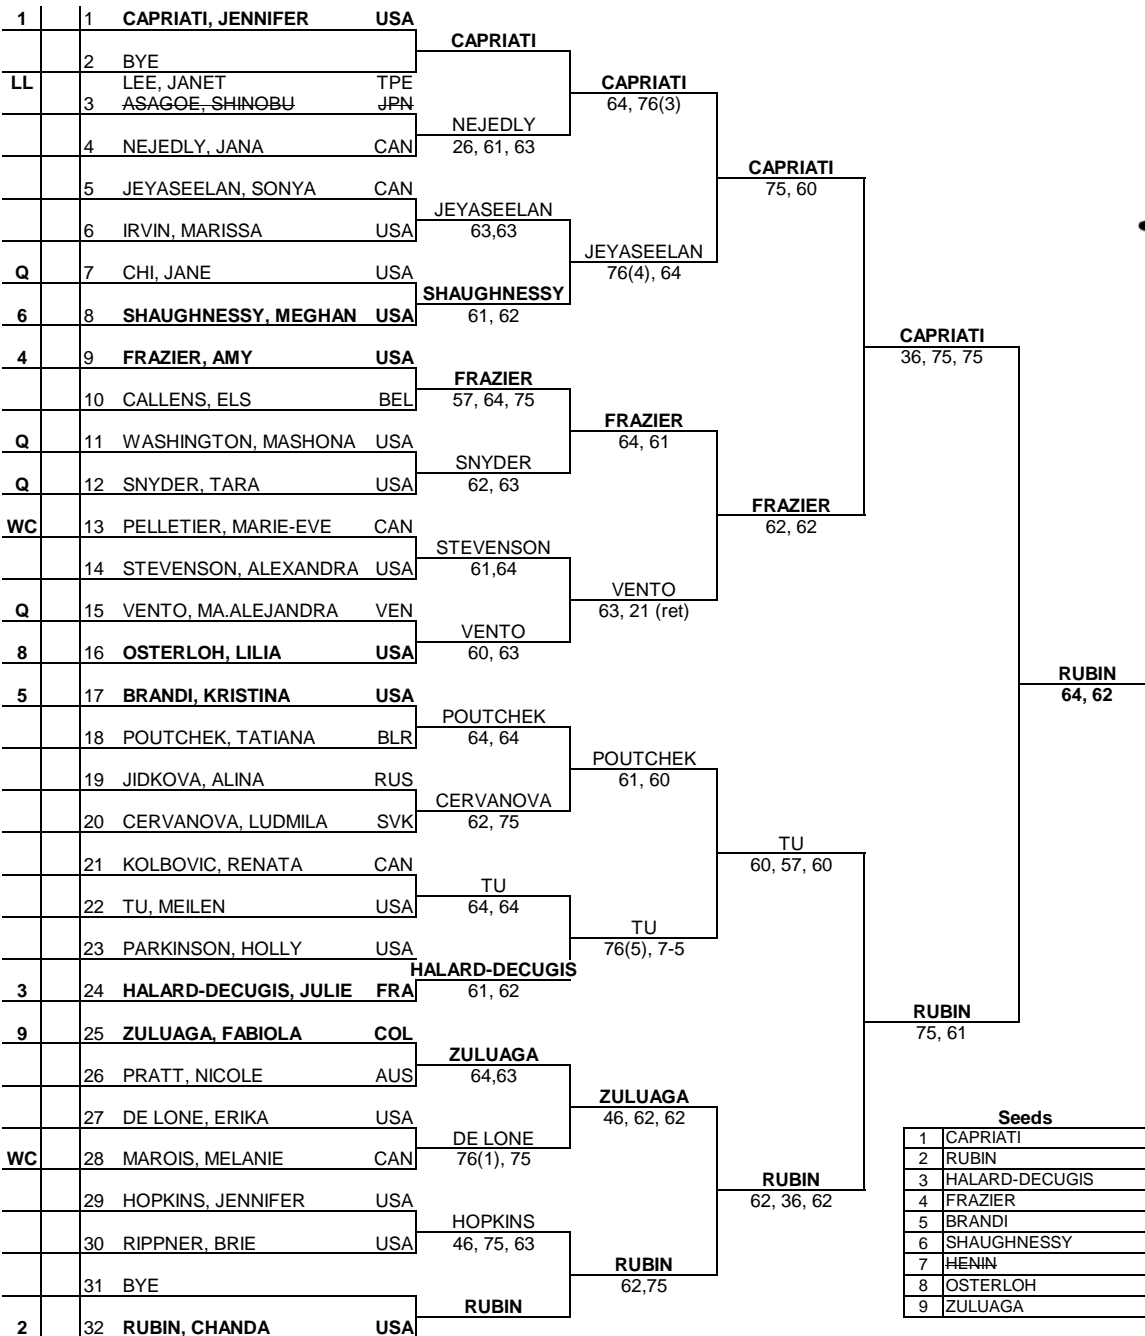 1 1 CAPRIATI, JENNIFER USA
CAPRIATI
2 BYE
LL LEE, JANET TPE
CAPRIATI
3 ASAGOE, SHINOBU JPN
64, 76(3)
NEJEDLY
4 NEJEDLY, JANA CAN
26, 61, 63
CAPRIATI
5 JEYASEELAN, SONYA CAN
75, 60
JEYASEELAN
6 IRVIN, MARISSA USA
63,63
JEYASEELAN
Q 7 CHI, JANE USA
76(4), 64
SHAUGHNESSY
6 8 SHAUGHNESSY, MEGHAN USA
61, 62
CAPRIATI
4 9 FRAZIER, AMY USA
36, 75, 75
FRAZIER
10 CALLENS, ELS BEL
57, 64, 75
FRAZIER
Q 11 WASHINGTON, MASHONA USA
64, 61
SNYDER
Q 12 SNYDER, TARA USA
62, 63
FRAZIER
WC 13 PELLETIER, MARIE-EVE CAN
62, 62
STEVENSON
14 STEVENSON, ALEXANDRA USA
61,64
VENTO
Q 15 VENTO, MA.ALEJANDRA VEN
63, 21 (ret)
VENTO
8 16 OSTERLOH, LILIA USA
60, 63
RUBIN
5 17 BRANDI, KRISTINA USA
64, 62
POUTCHEK
18 POUTCHEK, TATIANA BLR
64, 64
POUTCHEK
19 JIDKOVA, ALINA RUS
61, 60
CERVANOVA
20 CERVANOVA, LUDMILA SVK
62, 75
TU
21 KOLBOVIC, RENATA CAN
60, 57, 60
TU
22 TU, MEILEN USA
64, 64
TU
23 PARKINSON, HOLLY USA
76(5), 7-5
HALARD-DECUGIS
3 24 HALARD-DECUGIS, JULIE FRA
61, 62
RUBIN
9 25 ZULUAGA, FABIOLA COL
75, 61
ZULUAGA
26 PRATT, NICOLE AUS
64,63
ZULUAGA
27 DE LONE, ERIKA USA
46, 62, 62
DE LONE
WC 28 MAROIS, MELANIE CAN
76(1), 75
RUBIN
29 HOPKINS, JENNIFER USA
62, 36, 62
HOPKINS
30 RIPPNER, BRIE USA
46, 75, 63
RUBIN
31 BYE
62,75
RUBIN
2 32 RUBIN, CHANDA USA
Seeds
1 CAPRIATI
2 RUBIN
3 HALARD-DECUGIS
4 FRAZIER
5 BRANDI
6 SHAUGHNESSY
7 HENIN
8 OSTERLOH
9 ZULUAGA